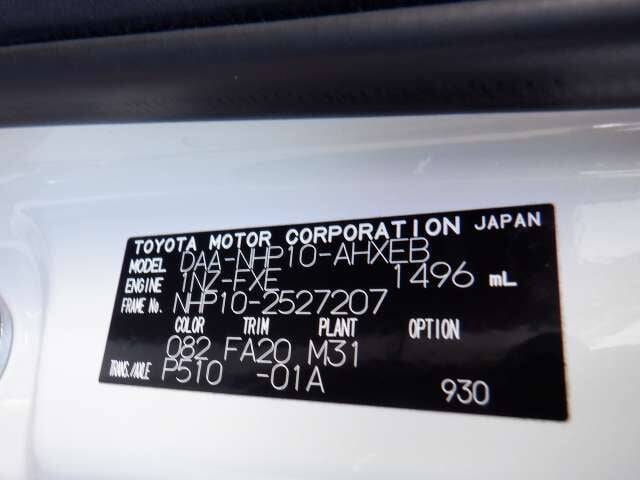 TOYOTA MOTOR CORPORATION JAPAN
MODEL DAA-NHP10-AHXEB
ENGINE 1NZ-FXE 1496 mL
FRAME No. NHP10-2527207
COLOR TRIM PLANT OPTION
082 FA20 M31
TRANS./AXLE P510 -01A
930